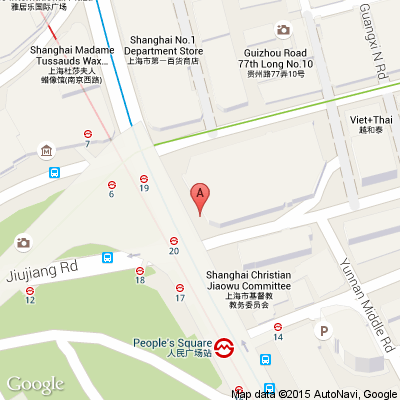 雅居乐国际广场
Shanghai Madame
Tussauds Wax...
上海杜莎夫人
蜡像馆(南京西路)
Shanghai No.1
Department Store
上海市第一百货商店
Guizhou Road
77th Long No.10
贵州路77弄10号
Guangxi N Rd
Viet+Thai
越和泰
7
19
6
A
20
Jiujiang Rd
18
12
17
Shanghai Christian
Jiaowu Committee
上海市基督教
教务委员会
Yunnan Middle Rd
14
P
People's Square
人民广场站
Google
Map data ©2015 AutoNavi, Google